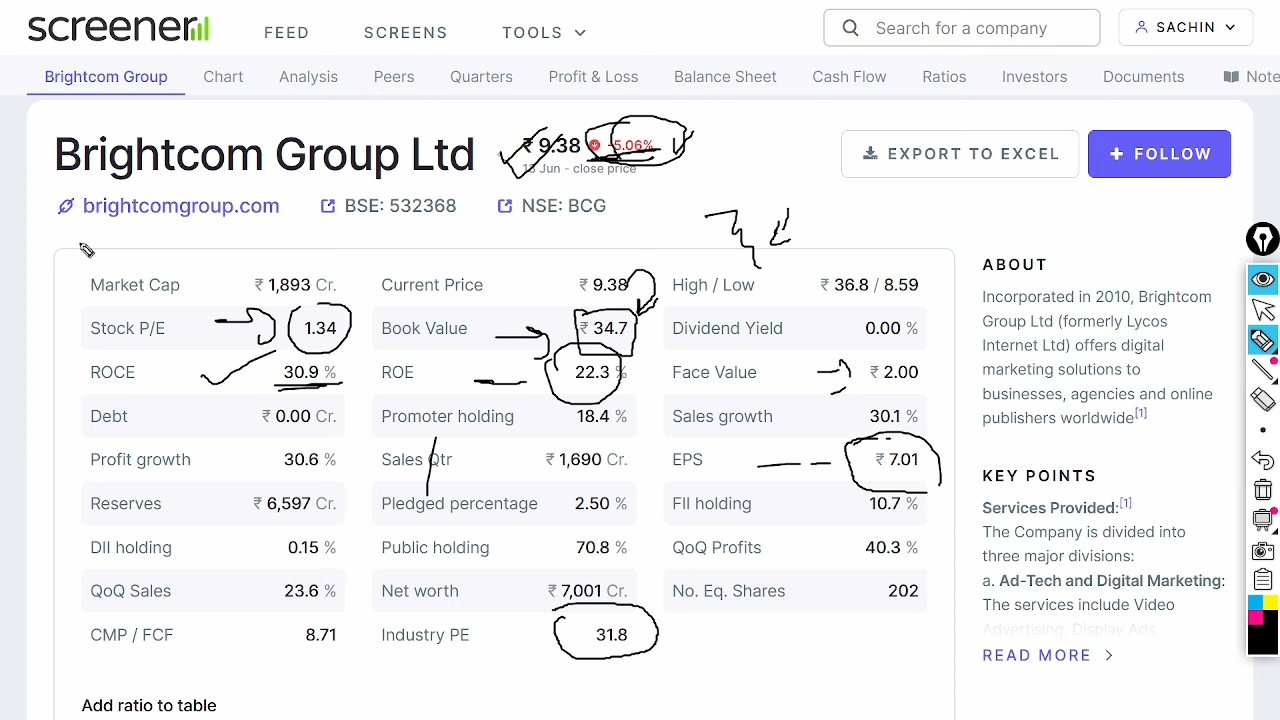 screener FEED SCREENS TOOLS Search for a company SACHIN
Brightcom Group Chart Analysis Peers Quarters Profit & Loss Balance Sheet Cash Flow Ratios Investors Documents Note
Brightcom Group Ltd ₹ 9.38 -5.06% EXPORT TO EXCEL + FOLLOW
13 Jun - close price
brightcomgroup.com BSE: 532368 NSE: BCG
Market Cap ₹ 1,893 Cr. Current Price ₹ 9.38 High / Low ₹ 36.8 / 8.59
Stock P/E 1.34 Book Value ₹ 34.7 Dividend Yield 0.00 %
ROCE 30.9 % ROE 22.3 % Face Value ₹ 2.00
Debt ₹ 0.00 Cr. Promoter holding 18.4 % Sales growth 30.1 %
Profit growth 30.6 % Sales Qtr ₹ 1,690 Cr. EPS ₹ 7.01
Reserves ₹ 6,597 Cr. Pledged percentage 2.50 % FII holding 10.7 %
DII holding 0.15 % Public holding 70.8 % QoQ Profits 40.3 %
QoQ Sales 23.6 % Net worth ₹ 7,001 Cr. No. Eq. Shares 202
CMP / FCF 8.71 Industry PE 31.8
Add ratio to table
ABOUT
Incorporated in 2010, Brightcom
Group Ltd (formerly Lycos
Internet Ltd) offers digital
marketing solutions to
businesses, agencies and online
publishers worldwide[1]
KEY POINTS
Services Provided:[1]
The Company is divided into
three major divisions:
a. Ad-Tech and Digital Marketing:
The services include Video
Advertising, Display Ads
READ MORE